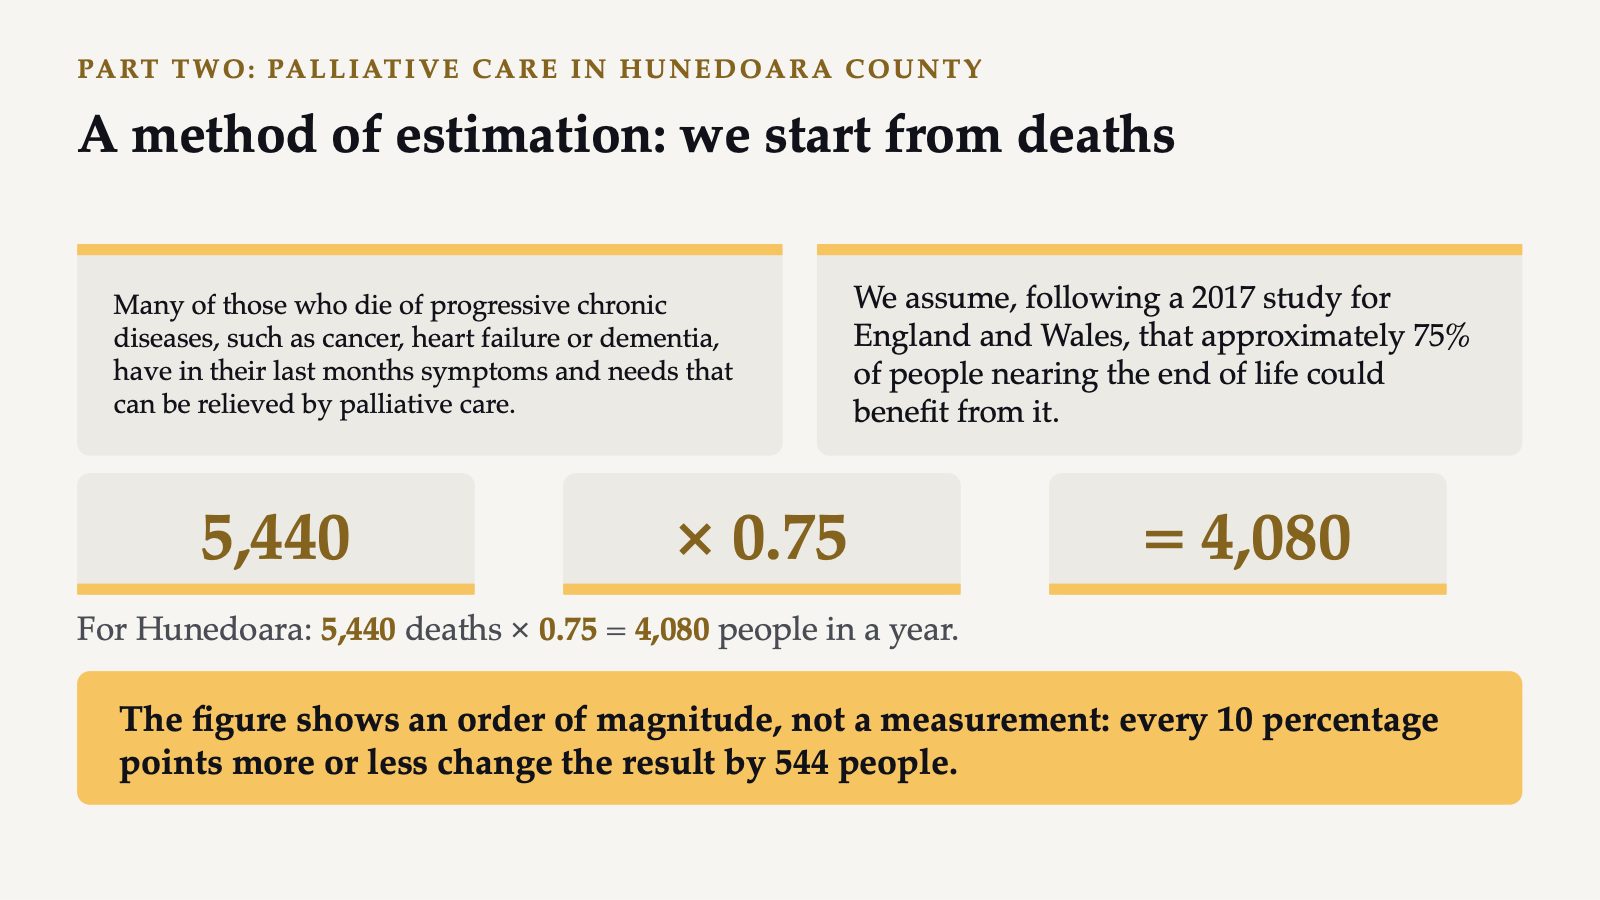 PART TWO: PALLIATIVE CARE IN HUNEDOARA COUNTY
A method of estimation: we start from deaths
Many of those who die of progressive chronic
diseases, such as cancer, heart failure or dementia,
have in their last months symptoms and needs that
can be relieved by palliative care.
We assume, following a 2017 study for
England and Wales, that approximately 75%
of people nearing the end of life could
benefit from it.
5,440
× 0.75
= 4,080
For Hunedoara: 5,440 deaths × 0.75 = 4,080 people in a year.
The figure shows an order of magnitude, not a measurement: every 10 percentage
points more or less change the result by 544 people.